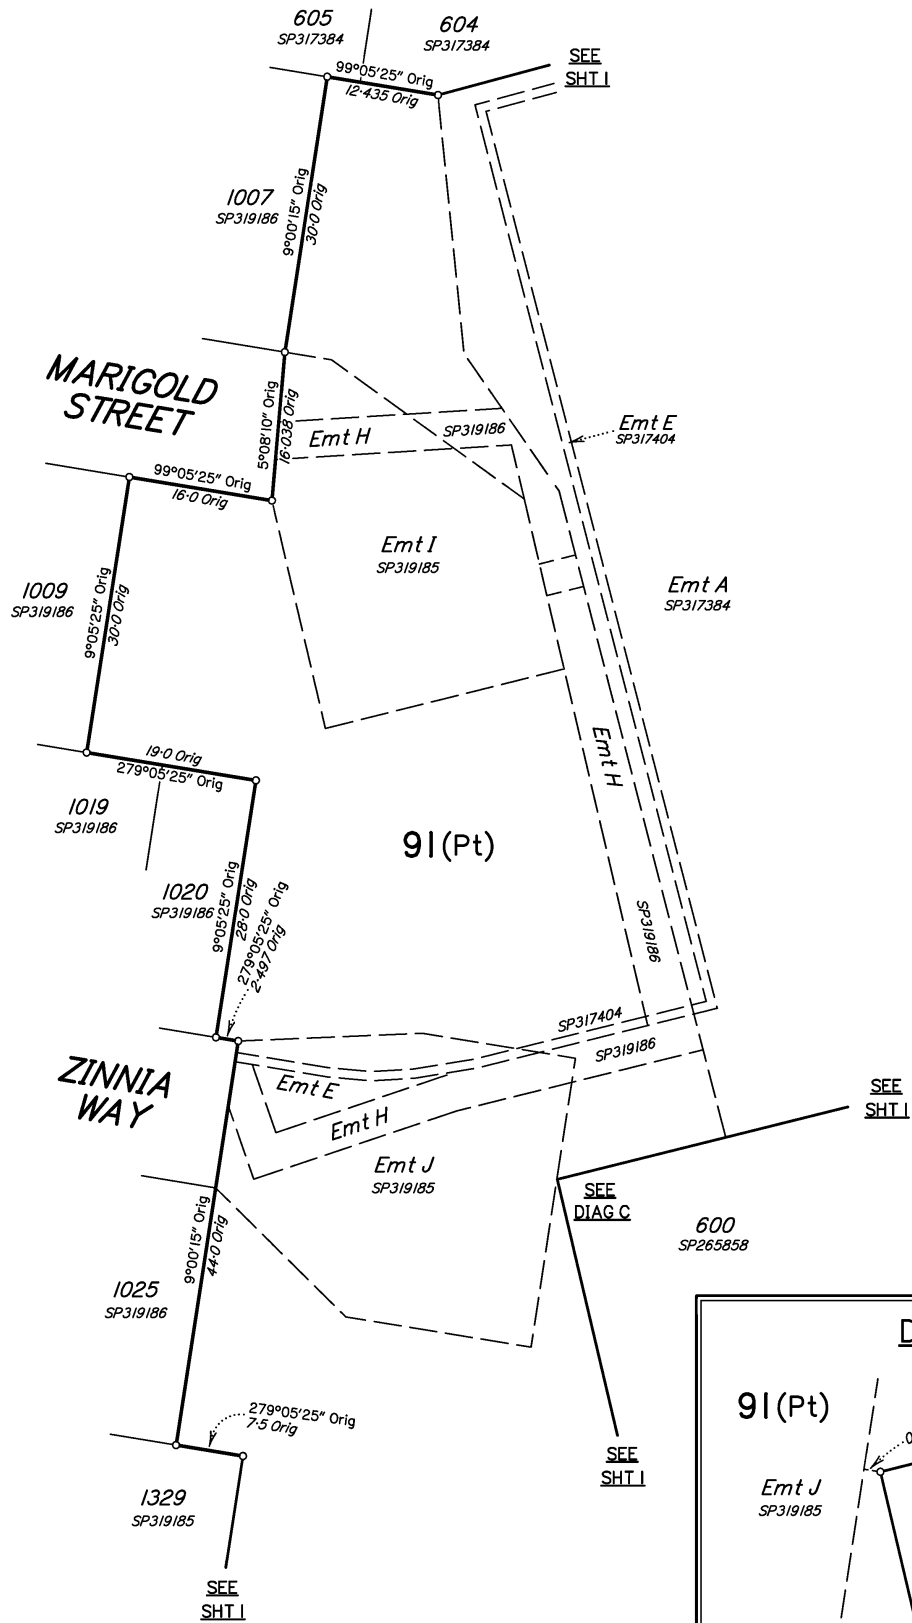 605
SP317384
604
SP317384
SEE
SHT 1
99°05'25" Orig
12·435 Orig
1007
SP319186
9°00'15" Orig
30·0 Orig
MARIGOLD
STREET
5°08'10" Orig
16·038 Orig
Emt H
SP319186
Emt E
SP317404
99°05'25" Orig
16·0 Orig
Emt I
SP319185
Emt A
SP317384
1009
SP319186
9°05'25" Orig
30·0 Orig
Emt H
19·0 Orig
279°05'25" Orig
1019
SP319186
91(Pt)
1020
SP319186
9°05'25" Orig
28·0 Orig
279°05'25" Orig
2·497 Orig
SP319186
SP317404
SP319186
ZINNIA
WAY
Emt E
Emt H
Emt J
SP319185
SEE
SHT 1
SEE
DIAG C
600
SP265858
9°00'15" Orig
44·0 Orig
1025
SP319186
279°05'25" Orig
7·5 Orig
SEE
SHT 1
1329
SP319185
SEE
SHT 1
91(Pt)
Emt J
SP319185